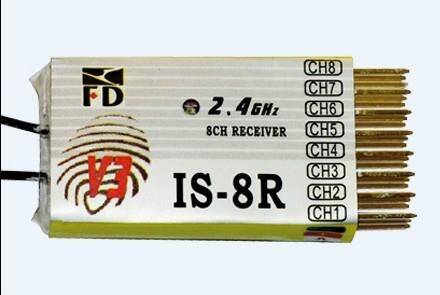 FD
2.4GHz
8CH RECEIVER
V3
IS-8R
CH8
CH7
CH6
CH5
CH4
CH3
CH2
CH1